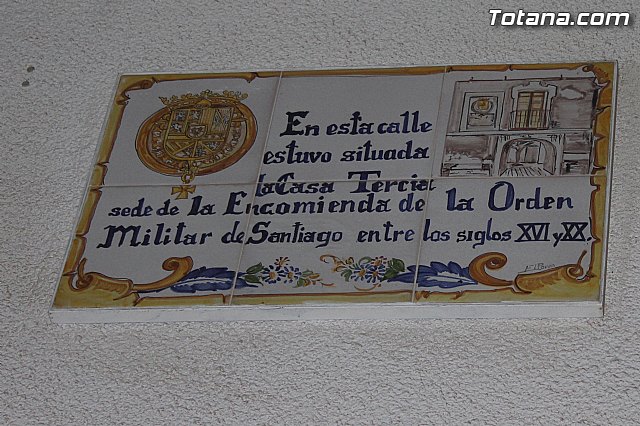 Totana.com
En esta calle
estuvo situada
la Casa Tercia
sede de la Encomienda de la Orden
Militar de Santiago entre los siglos XVI y XX.